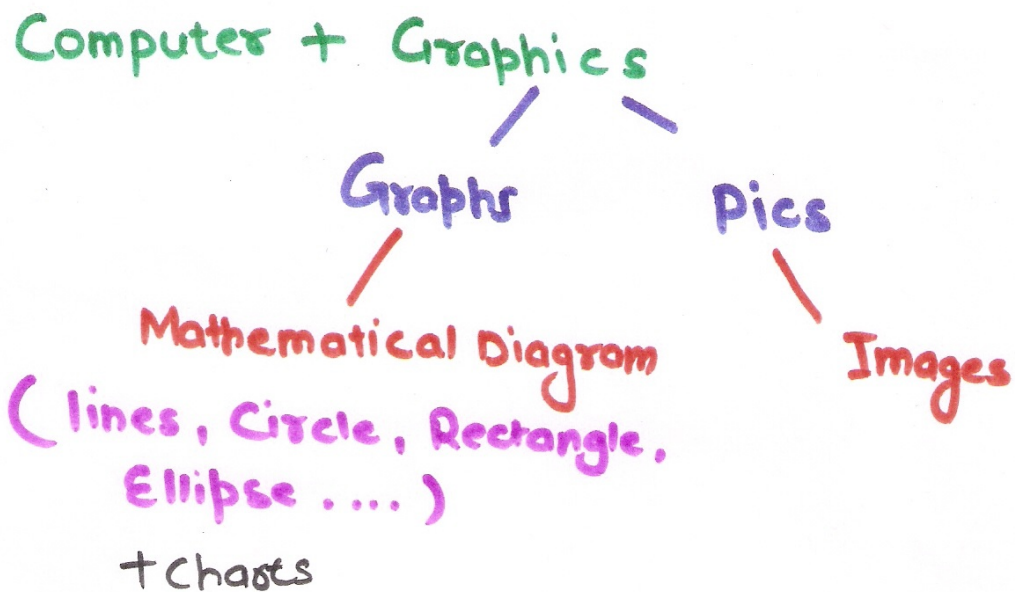 Computer + Graphics
Graphs Pics
Mathematical Diagram
Images
(lines, Circle, Rectangle,
Ellipse .....)
+ Charts